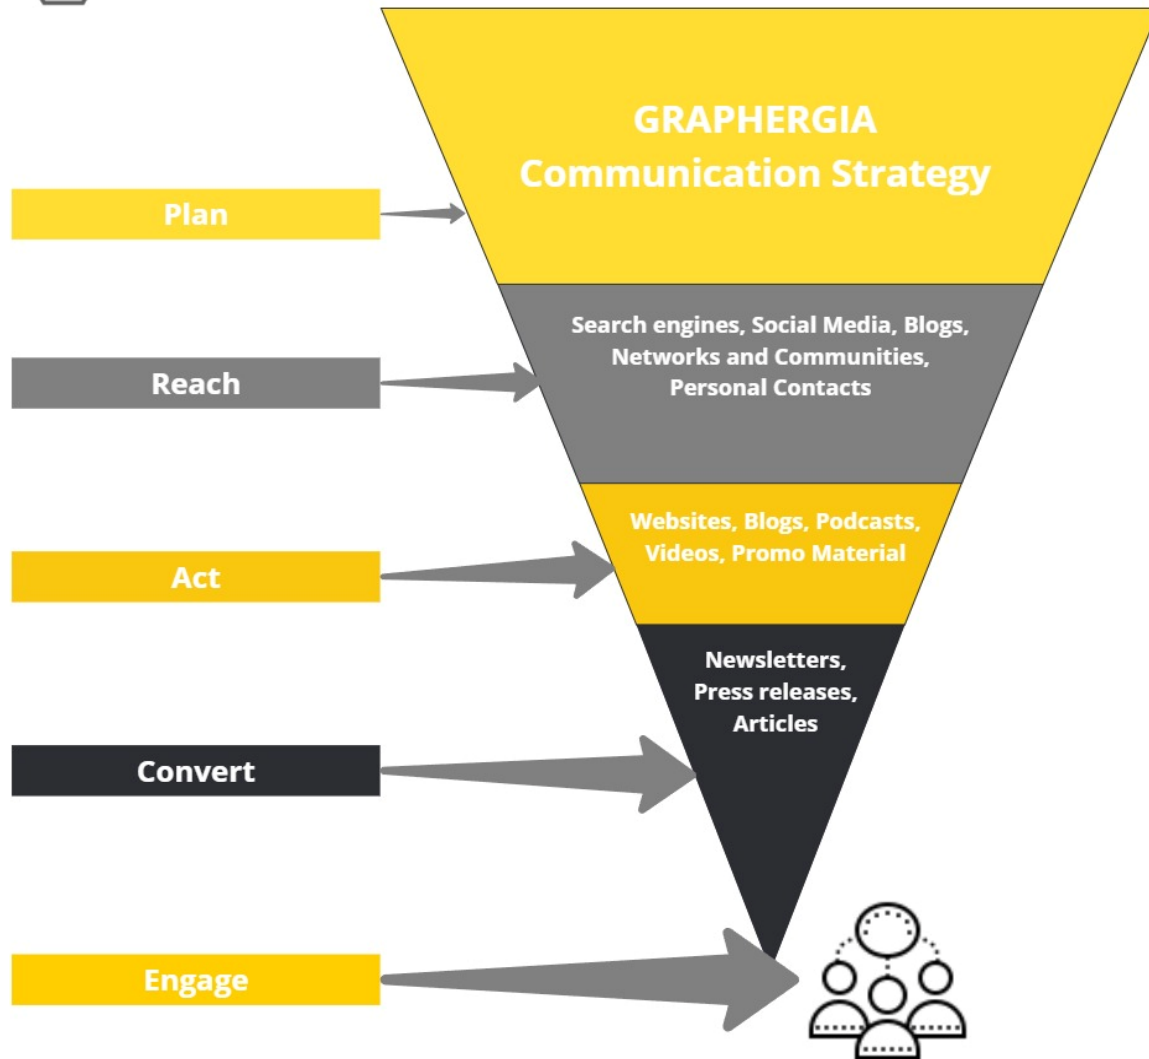 GRAPHERGIA
Communication Strategy
Plan
Search engines, Social Media, Blogs,
Networks and Communities,
Personal Contacts
Reach
Websites, Blogs, Podcasts,
Videos, Promo Material
Act
Newsletters,
Press releases,
Articles
Convert
Engage